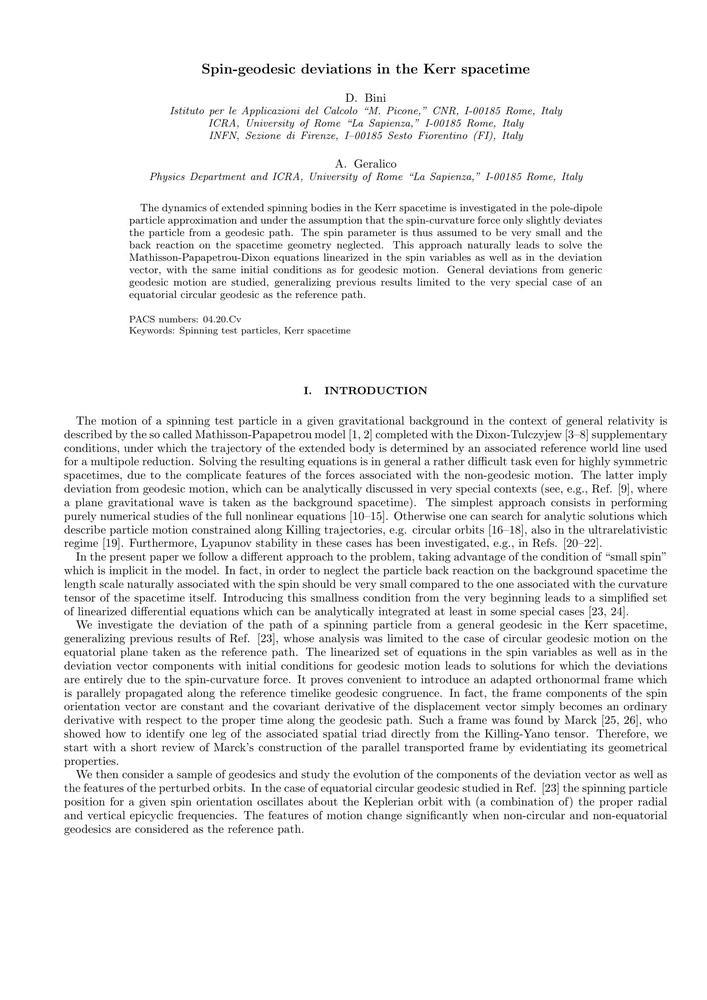 Spin-geodesic deviations in the Kerr spacetime
D. Bini
Istituto per le Applicazioni del Calcolo “M. Picone,” CNR, I-00185 Rome, Italy
ICRA, University of Rome “La Sapienza,” I-00185 Rome, Italy
INFN, Sezione di Firenze, I–00185 Sesto Fiorentino (FI), Italy
A. Geralico
Physics Department and ICRA, University of Rome “La Sapienza,” I-00185 Rome, Italy
The dynamics of extended spinning bodies in the Kerr spacetime is investigated in the pole-dipole
particle approximation and under the assumption that the spin-curvature force only slightly deviates
the particle from a geodesic path. The spin parameter is thus assumed to be very small and the
back reaction on the spacetime geometry neglected. This approach naturally leads to solve the
Mathisson-Papapetrou-Dixon equations linearized in the spin variables as well as in the deviation
vector, with the same initial conditions as for geodesic motion. General deviations from generic
geodesic motion are studied, generalizing previous results limited to the very special case of an
equatorial circular geodesic as the reference path.
PACS numbers: 04.20.Cv
Keywords: Spinning test particles, Kerr spacetime
I. INTRODUCTION
The motion of a spinning test particle in a given gravitational background in the context of general relativity is
described by the so called Mathisson-Papapetrou model [1, 2] completed with the Dixon-Tulczyjew [3–8] supplementary
conditions, under which the trajectory of the extended body is determined by an associated reference world line used
for a multipole reduction. Solving the resulting equations is in general a rather difficult task even for highly symmetric
spacetimes, due to the complicate features of the forces associated with the non-geodesic motion. The latter imply
deviation from geodesic motion, which can be analytically discussed in very special contexts (see, e.g., Ref. [9], where
a plane gravitational wave is taken as the background spacetime). The simplest approach consists in performing
purely numerical studies of the full nonlinear equations [10–15]. Otherwise one can search for analytic solutions which
describe particle motion constrained along Killing trajectories, e.g. circular orbits [16–18], also in the ultrarelativistic
regime [19]. Furthermore, Lyapunov stability in these cases has been investigated, e.g., in Refs. [20–22].
In the present paper we follow a different approach to the problem, taking advantage of the condition of “small spin”
which is implicit in the model. In fact, in order to neglect the particle back reaction on the background spacetime the
length scale naturally associated with the spin should be very small compared to the one associated with the curvature
tensor of the spacetime itself. Introducing this smallness condition from the very beginning leads to a simplified set
of linearized differential equations which can be analytically integrated at least in some special cases [23, 24].
We investigate the deviation of the path of a spinning particle from a general geodesic in the Kerr spacetime,
generalizing previous results of Ref. [23], whose analysis was limited to the case of circular geodesic motion on the
equatorial plane taken as the reference path. The linearized set of equations in the spin variables as well as in the
deviation vector components with initial conditions for geodesic motion leads to solutions for which the deviations
are entirely due to the spin-curvature force. It proves convenient to introduce an adapted orthonormal frame which
is parallely propagated along the reference timelike geodesic congruence. In fact, the frame components of the spin
orientation vector are constant and the covariant derivative of the displacement vector simply becomes an ordinary
derivative with respect to the proper time along the geodesic path. Such a frame was found by Marck [25, 26], who
showed how to identify one leg of the associated spatial triad directly from the Killing-Yano tensor. Therefore, we
start with a short review of Marck's construction of the parallel transported frame by evidentiating its geometrical
properties.
We then consider a sample of geodesics and study the evolution of the components of the deviation vector as well as
the features of the perturbed orbits. In the case of equatorial circular geodesic studied in Ref. [23] the spinning particle
position for a given spin orientation oscillates about the Keplerian orbit with (a combination of) the proper radial
and vertical epicyclic frequencies. The features of motion change significantly when non-circular and non-equatorial
geodesics are considered as the reference path.